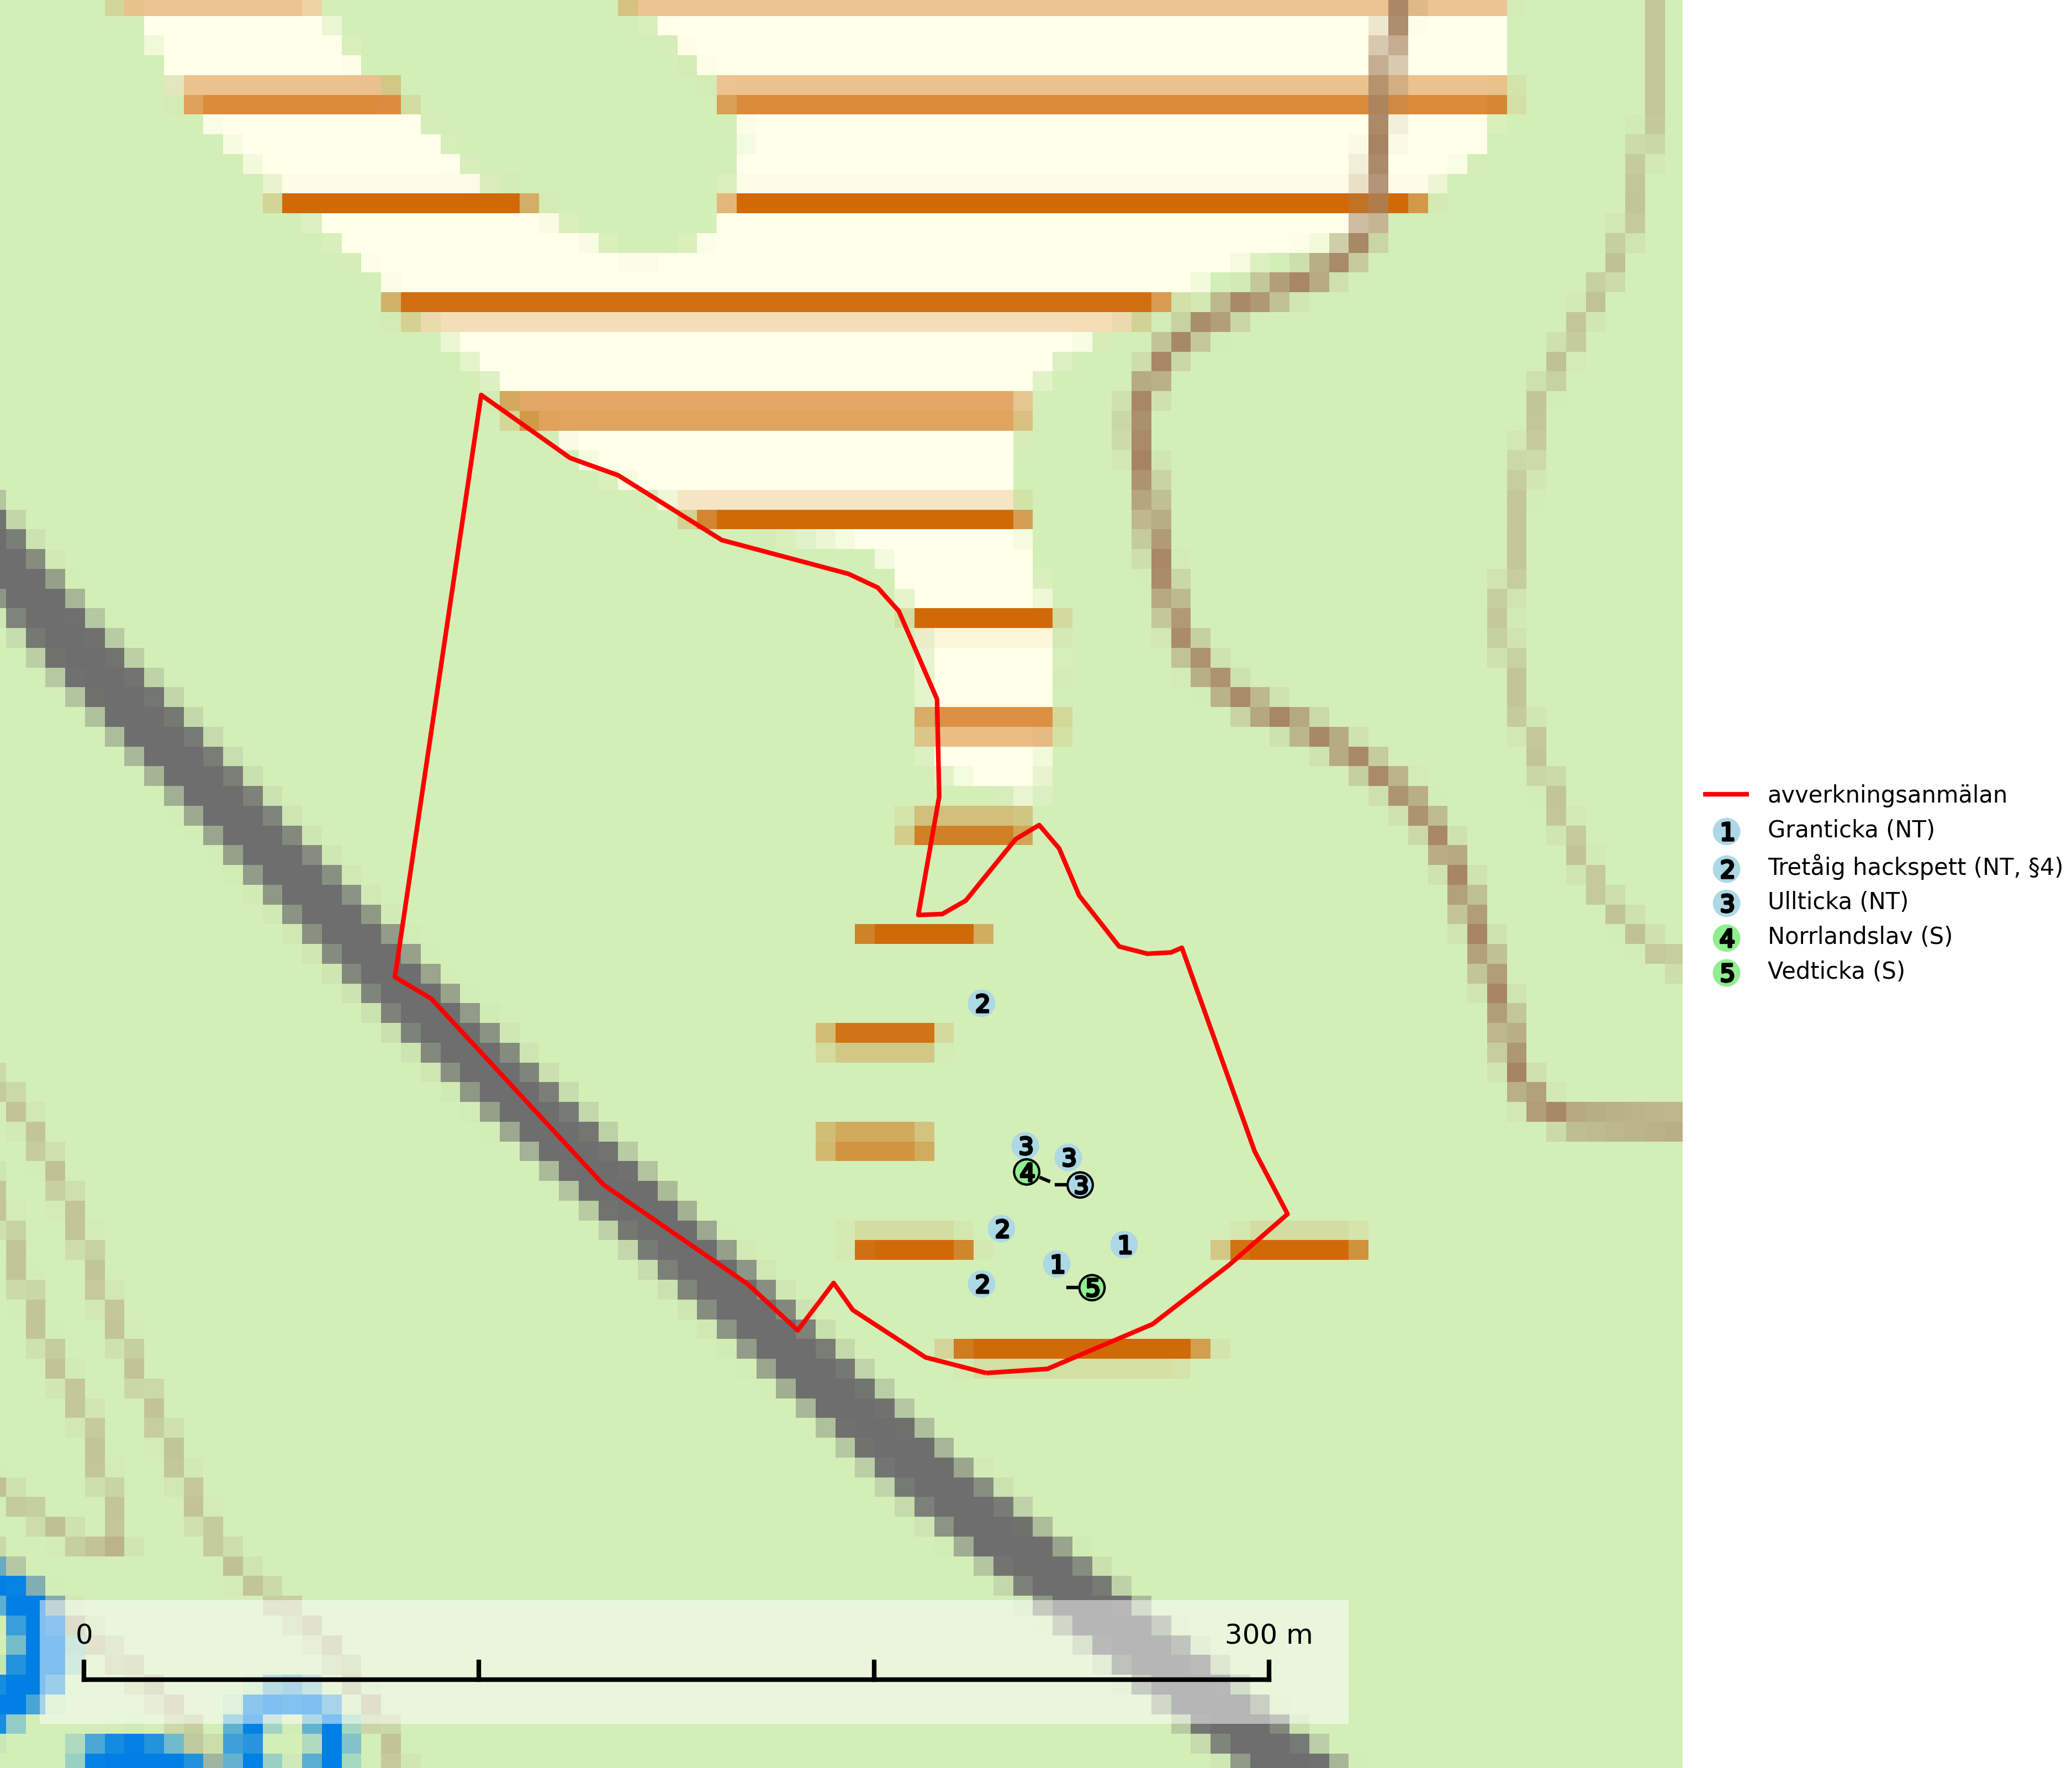 avverkningsanmälan
1 Granticka (NT)
2 Tretåig hackspett (NT, §4)
3 Ullticka (NT)
4 Norrlandslav (S)
5 Vedticka (S)
2
3
3
4
3
2
1
1
2
5
0 300 m